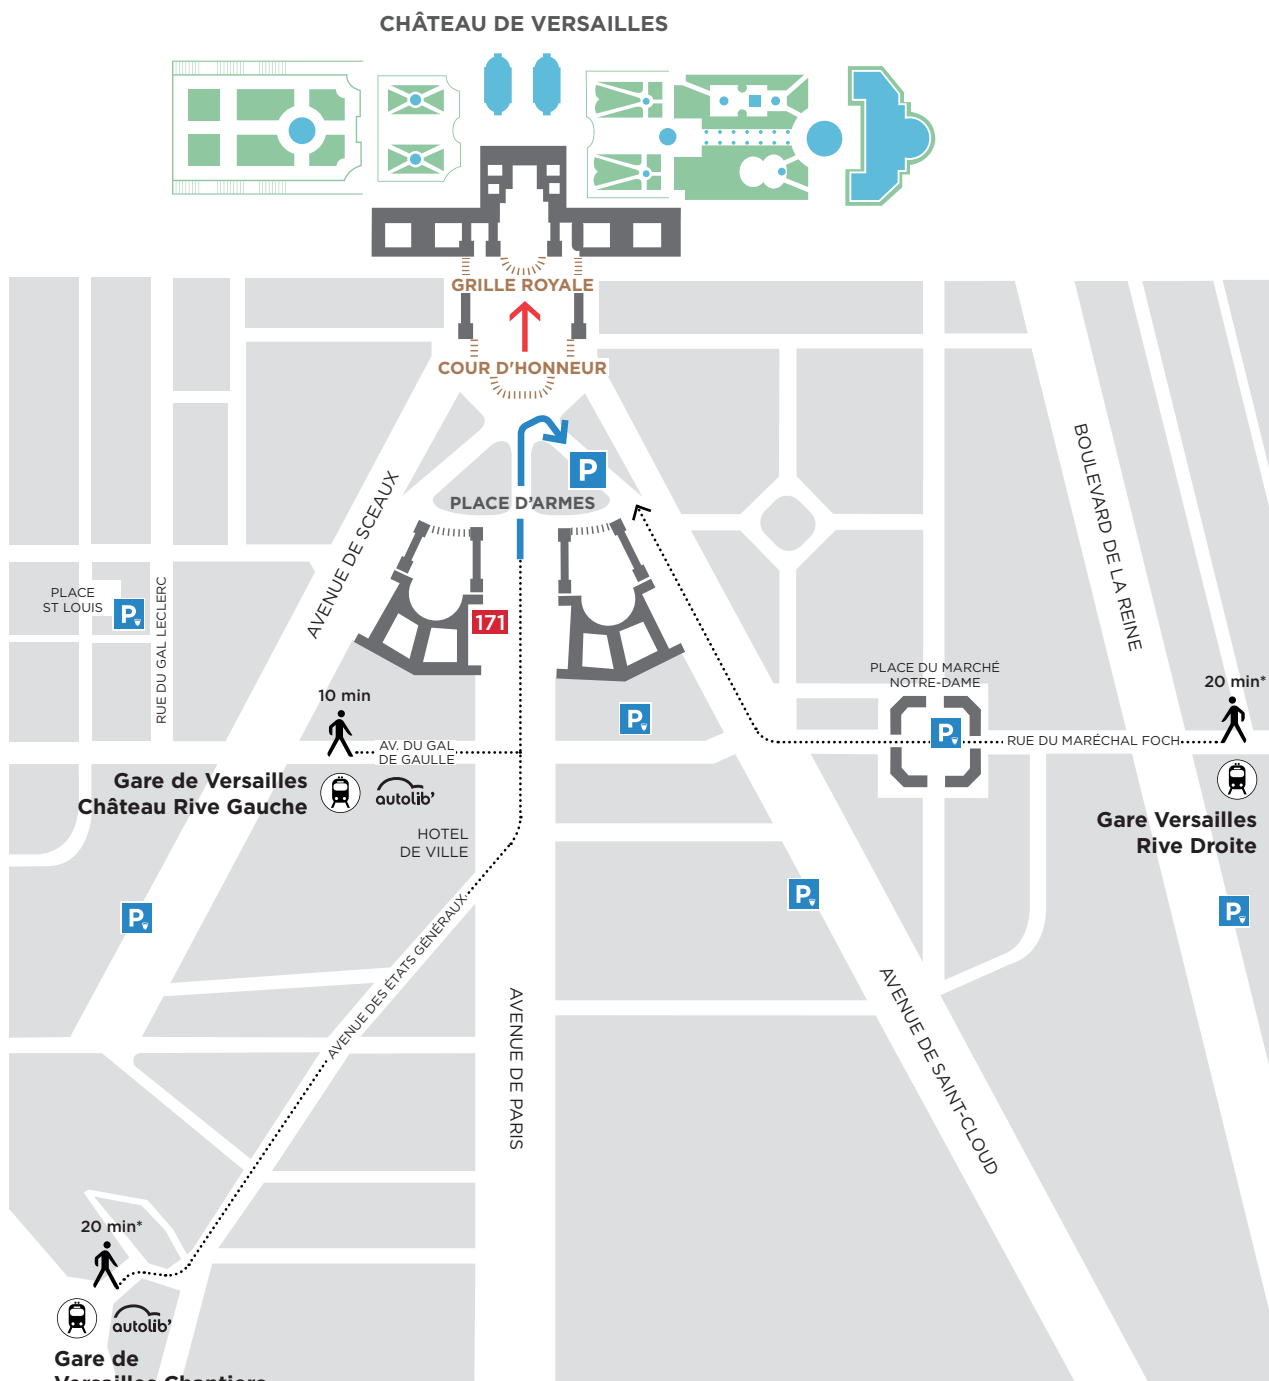 CHÂTEAU DE VERSAILLES
GRILLE ROYALE
COUR D'HONNEUR
P
PLACE D'ARMES
AVENUE DE SCEAUX
BOULEVARD DE LA REINE
PLACE
ST LOUIS
P
RUE DU GAL LECLERC
171
PLACE DU MARCHÉ
NOTRE-DAME
10 min
20 min*
P
P
AV. DU GAL
DE GAULLE
RUE DU MARÉCHAL FOCH
Gare de Versailles
Château Rive Gauche
autolib'
Gare Versailles
Rive Droite
HOTEL
DE VILLE
P
P
P
AVENUE DES ÉTATS GÉNÉRAUX
AVENUE DE PARIS
AVENUE DE SAINT-CLOUD
20 min*
autolib'
Gare de
Versailles Chantiers